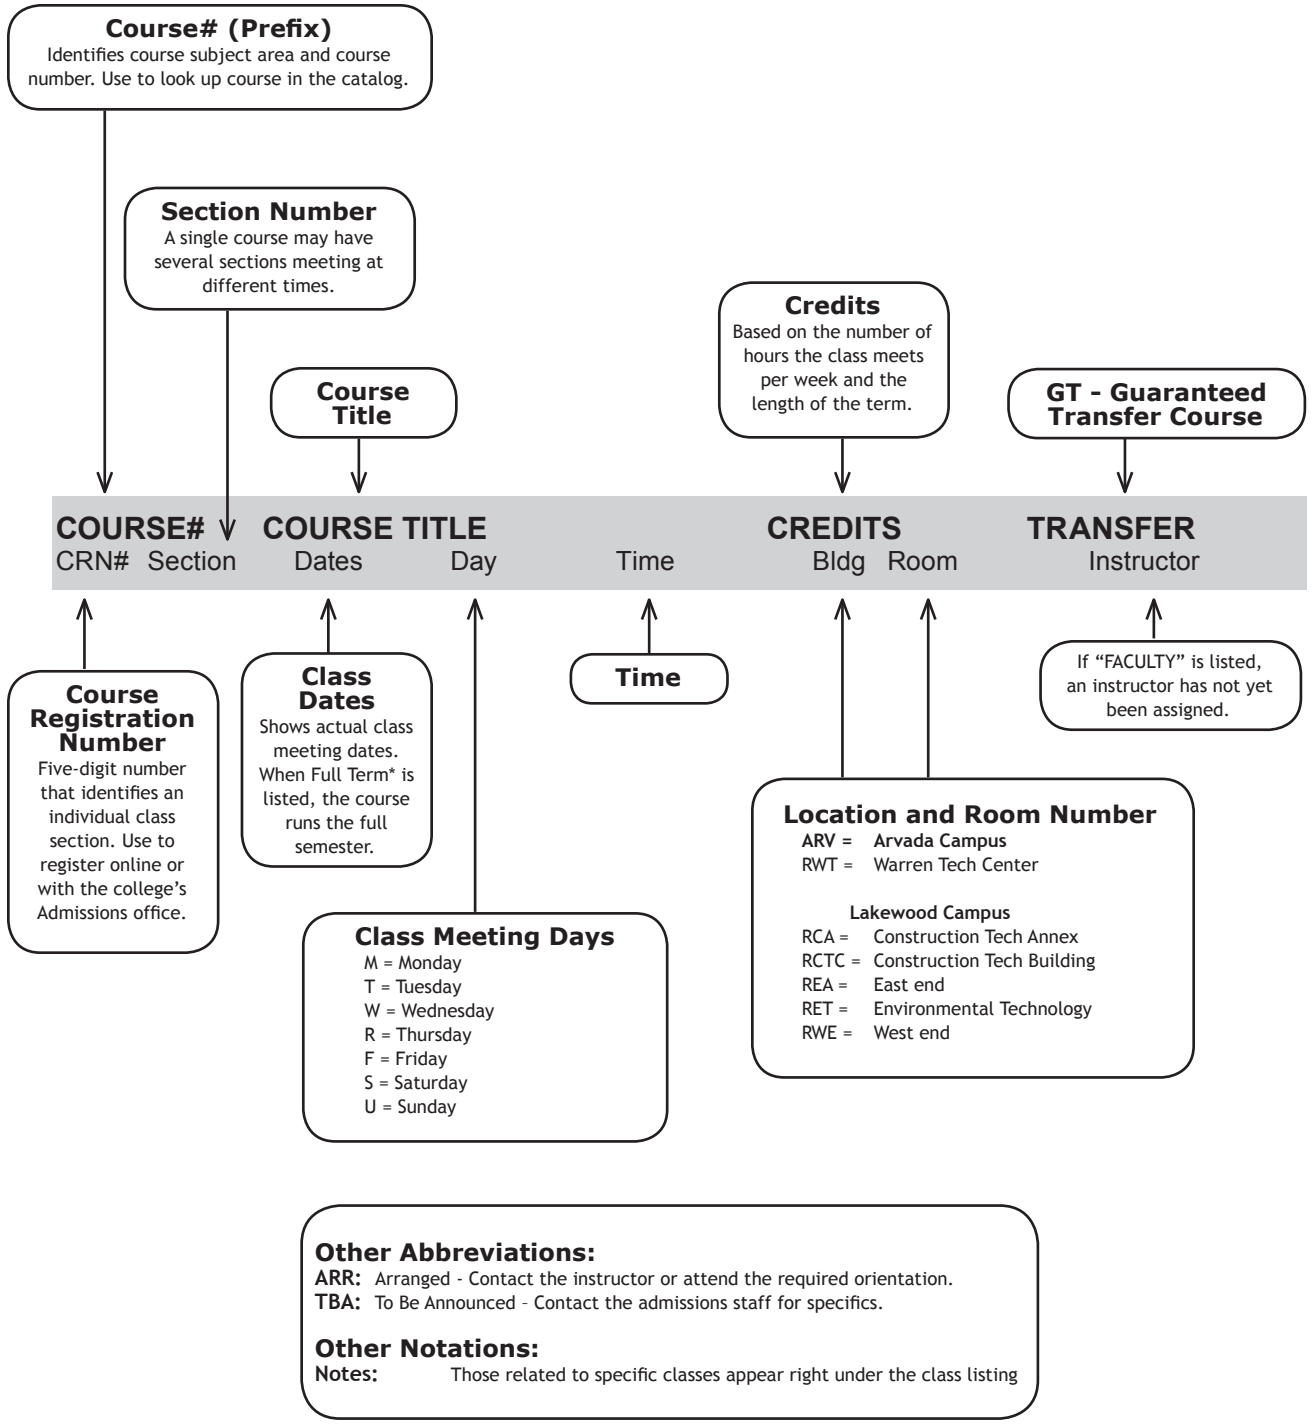 Course# (Prefix)
Identifies course subject area and course
number. Use to look up course in the catalog.
Section Number
A single course may have
several sections meeting at
different times.
Course
Title
Credits
Based on the number of
hours the class meets
per week and the
length of the term.
GT - Guaranteed
Transfer Course
COURSE# COURSE TITLE CREDITS TRANSFER
CRN# Section Dates Day Time Bldg Room Instructor
Course
Registration
Number
Five-digit number
that identifies an
individual class
section. Use to
register online or
with the college’s
Admissions office.
Class
Dates
Shows actual class
meeting dates.
When Full Term* is
listed, the course
runs the full
semester.
Time
If “FACULTY” is listed,
an instructor has not yet
been assigned.
Class Meeting Days
M = Monday
T = Tuesday
W = Wednesday
R = Thursday
F = Friday
S = Saturday
U = Sunday
Location and Room Number
ARV = Arvada Campus
RWT = Warren Tech Center
Lakewood Campus
RCA = Construction Tech Annex
RCTC = Construction Tech Building
REA = East end
RET = Environmental Technology
RWE = West end
Other Abbreviations:
ARR: Arranged - Contact the instructor or attend the required orientation.
TBA: To Be Announced – Contact the admissions staff for specifics.
Other Notations:
Notes: Those related to specific classes appear right under the class listing